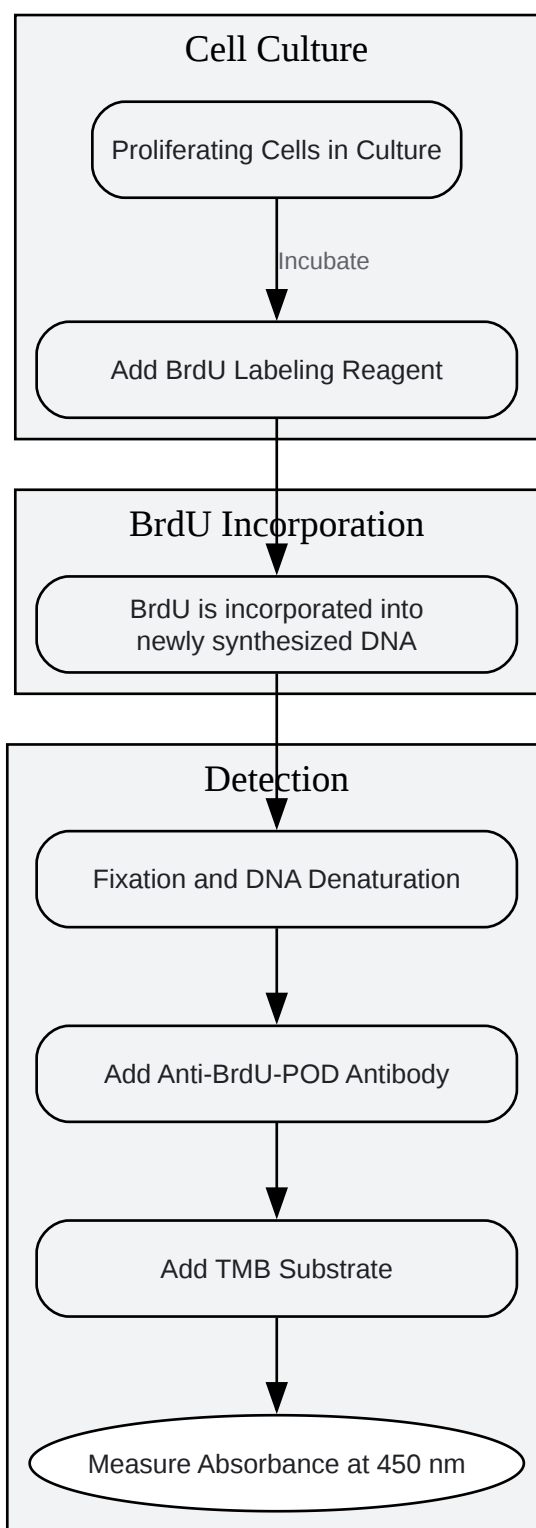 Cell Culture
Proliferating Cells in Culture
Incubate
Add BrdU Labeling Reagent
BrdU Incorporation
BrdU is incorporated into
newly synthesized DNA
Detection
Fixation and DNA Denaturation
Add Anti-BrdU-POD Antibody
Add TMB Substrate
Measure Absorbance at 450 nm